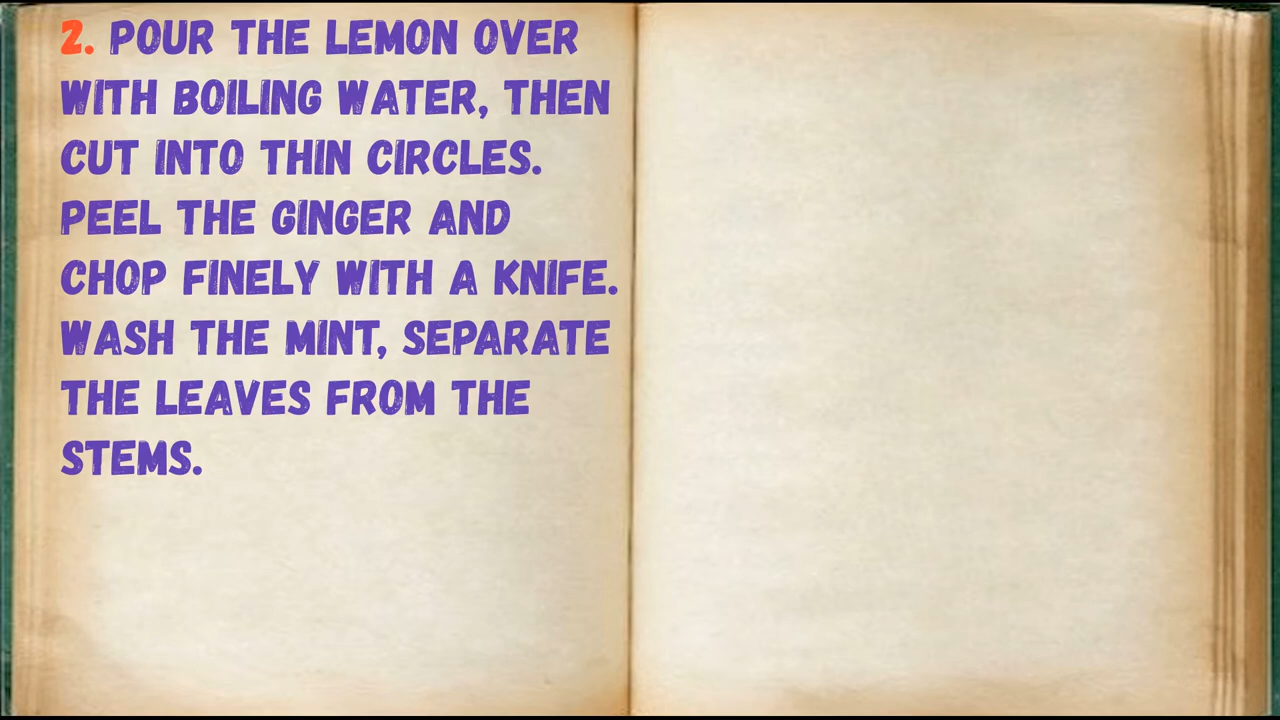 2. POUR THE LEMON OVER
WITH BOILING WATER, THEN
CUT INTO THIN CIRCLES.
PEEL THE GINGER AND
CHOP FINELY WITH A KNIFE.
WASH THE MINT, SEPARATE
THE LEAVES FROM THE
STEMS.